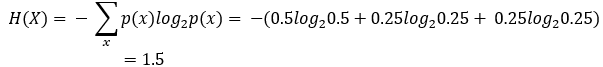 H(X) = − ∑ₓ p(x)log₂p(x) = −(0.5log₂0.5 + 0.25log₂0.25 + 0.25log₂0.25)
= 1.5